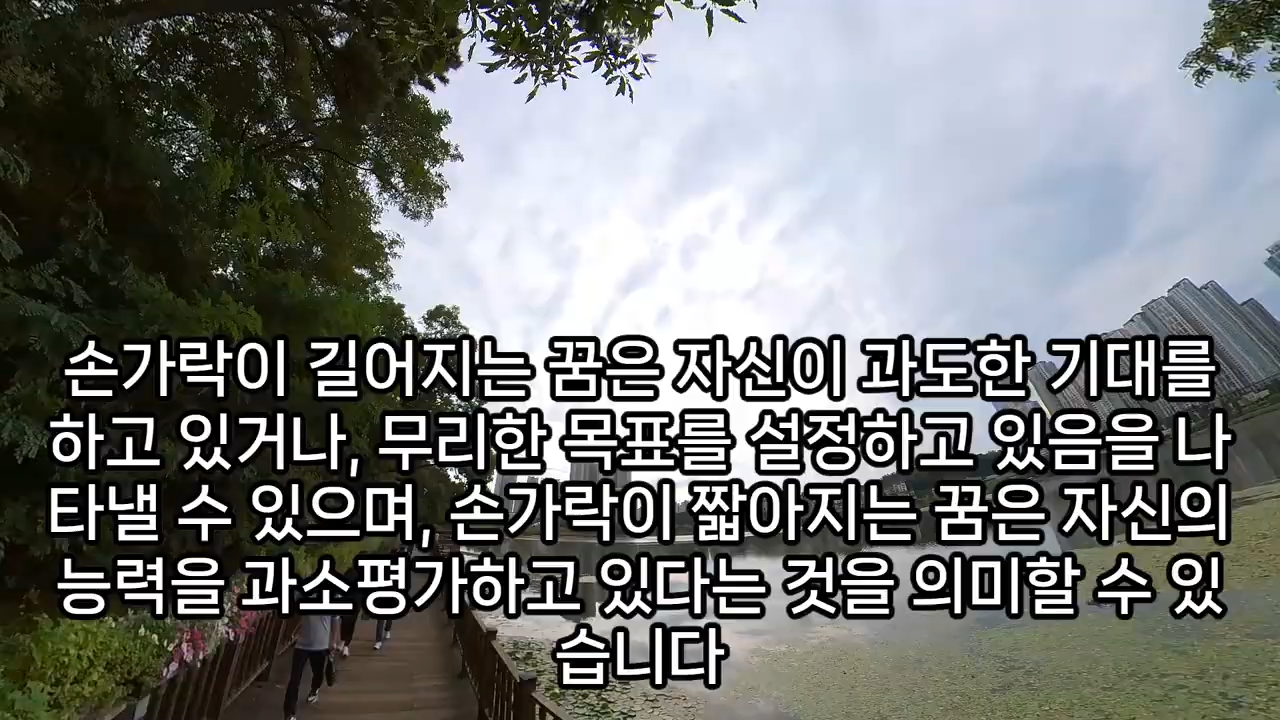 손가락이 길어지는 꿈은 자신이 과도한 기대를
하고 있거나, 무리한 목표를 설정하고 있음을 나
타낼 수 있으며, 손가락이 짧아지는 꿈은 자신의
능력을 과소평가하고 있다는 것을 의미할 수 있
습니다